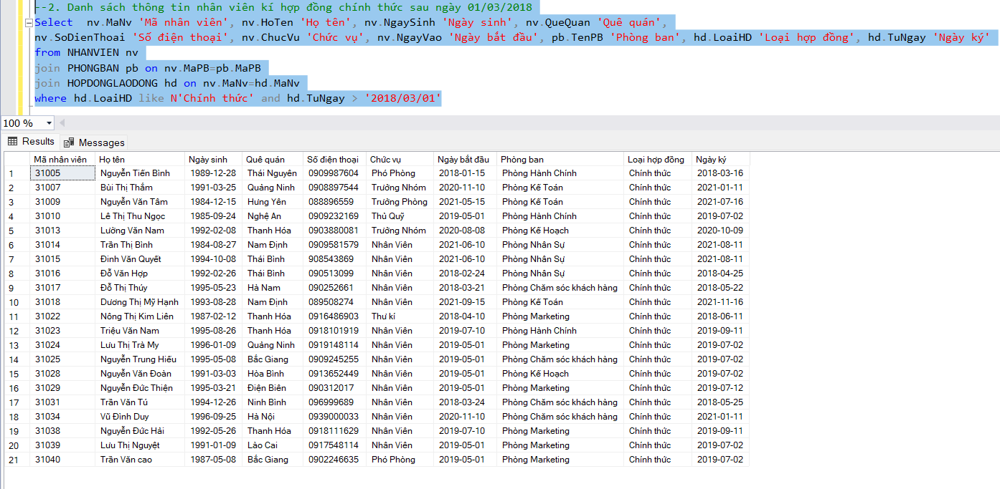 --2. Danh sách thông tin nhân viên kí hợp đồng chính thức sau ngày 01/03/2018
Select nv.MaNv 'Mã nhân viên', nv.HoTen 'Họ tên', nv.NgaySinh 'Ngày sinh', nv.QueQuan 'Quê quán',
nv.SoDienThoai 'Số điện thoại', nv.ChucVu 'Chức vụ', nv.NgayVao 'Ngày bắt đầu', pb.TenPB 'Phòng ban', hd.LoaiHD 'Loại hợp đồng', hd.TuNgay 'Ngày ký'
from NHANVIEN nv
join PHONGBAN pb on nv.MaPB=pb.MaPB
join HOPDONGLAODONG hd on nv.MaNv=hd.MaNv
where hd.LoaiHD like N'Chính thức' and hd.TuNgay > '2018/03/01'
100 %
Results Messages
Mã nhân viên Họ tên Ngày sinh Quê quán Số điện thoại Chức vụ Ngày bắt đầu Phòng ban Loại hợp đồng Ngày ký
1 31005 Nguyễn Tiến Bình 1989-12-28 Thái Nguyên 0909987604 Phó Phòng 2018-01-15 Phòng Hành Chính Chính thức 2018-03-16
2 31007 Bùi Thị Thắm 1991-03-25 Quảng Ninh 0908897544 Trưởng Nhóm 2020-11-10 Phòng Kế Toán Chính thức 2021-01-11
3 31009 Nguyễn Văn Tâm 1984-12-15 Hưng Yên 088896559 Trưởng Phòng 2021-05-15 Phòng Kế Toán Chính thức 2021-07-16
4 31010 Lê Thị Thu Ngọc 1985-09-24 Nghệ An 0909232169 Thủ Quỹ 2019-05-01 Phòng Hành Chính Chính thức 2019-07-02
5 31013 Lường Văn Nam 1992-02-08 Thanh Hóa 0903880081 Trưởng Nhóm 2020-08-08 Phòng Kế Hoạch Chính thức 2020-10-09
6 31014 Trần Thị Bình 1984-08-27 Nam Định 0909581579 Nhân Viên 2021-06-10 Phòng Nhân Sự Chính thức 2021-08-11
7 31015 Đinh Văn Quyết 1994-10-08 Thái Bình 908543869 Nhân Viên 2021-06-10 Phòng Nhân Sự Chính thức 2021-08-11
8 31016 Đỗ Văn Hợp 1992-02-26 Thái Bình 090513099 Nhân Viên 2018-02-24 Phòng Nhân Sự Chính thức 2018-04-25
9 31017 Đỗ Thị Thúy 1995-05-23 Hà Nam 090252661 Nhân Viên 2018-03-21 Phòng Chăm sóc khách hàng Chính thức 2018-05-22
10 31018 Dương Thị Mỹ Hạnh 1993-08-28 Nam Định 089508274 Nhân Viên 2021-09-15 Phòng Kế Toán Chính thức 2021-11-16
11 31022 Nông Thị Kim Liên 1987-02-12 Thanh Hóa 0916486903 Thư kí 2018-04-10 Phòng Marketing Chính thức 2018-06-11
12 31023 Triệu Văn Nam 1995-08-26 Thanh Hóa 0918101919 Nhân Viên 2019-07-10 Phòng Hành Chính Chính thức 2019-09-11
13 31024 Lưu Thị Trà My 1996-01-09 Quảng Ninh 0919148114 Nhân Viên 2019-05-01 Phòng Marketing Chính thức 2019-07-02
14 31025 Nguyễn Trung Hiếu 1995-05-08 Bắc Giang 0909245255 Nhân Viên 2019-05-01 Phòng Chăm sóc khách hàng Chính thức 2019-07-02
15 31028 Nguyễn Văn Đoàn 1991-03-03 Hòa Bình 0913652449 Nhân Viên 2019-05-01 Phòng Kế Hoạch Chính thức 2019-07-02
16 31029 Nguyễn Đức Thiện 1995-03-21 Điện Biên 090312017 Nhân Viên 2019-05-01 Phòng Marketing Chính thức 2019-07-12
17 31031 Trần Văn Tú 1994-12-26 Ninh Bình 096999689 Nhân Viên 2018-03-24 Phòng Chăm sóc khách hàng Chính thức 2018-05-25
18 31034 Vũ Đình Duy 1996-09-25 Hà Nội 0939000033 Nhân Viên 2020-11-10 Phòng Chăm sóc khách hàng Chính thức 2021-01-11
19 31038 Nguyễn Đức Hải 1992-05-26 Thanh Hóa 0918111629 Nhân Viên 2019-07-10 Phòng Marketing Chính thức 2019-09-11
20 31039 Lưu Thị Nguyệt 1991-01-09 Lào Cai 0917548114 Nhân Viên 2019-05-01 Phòng Marketing Chính thức 2019-07-02
21 31040 Trần Văn cao 1987-05-08 Bắc Giang 0902246635 Phó Phòng 2019-05-01 Phòng Marketing Chính thức 2019-07-02